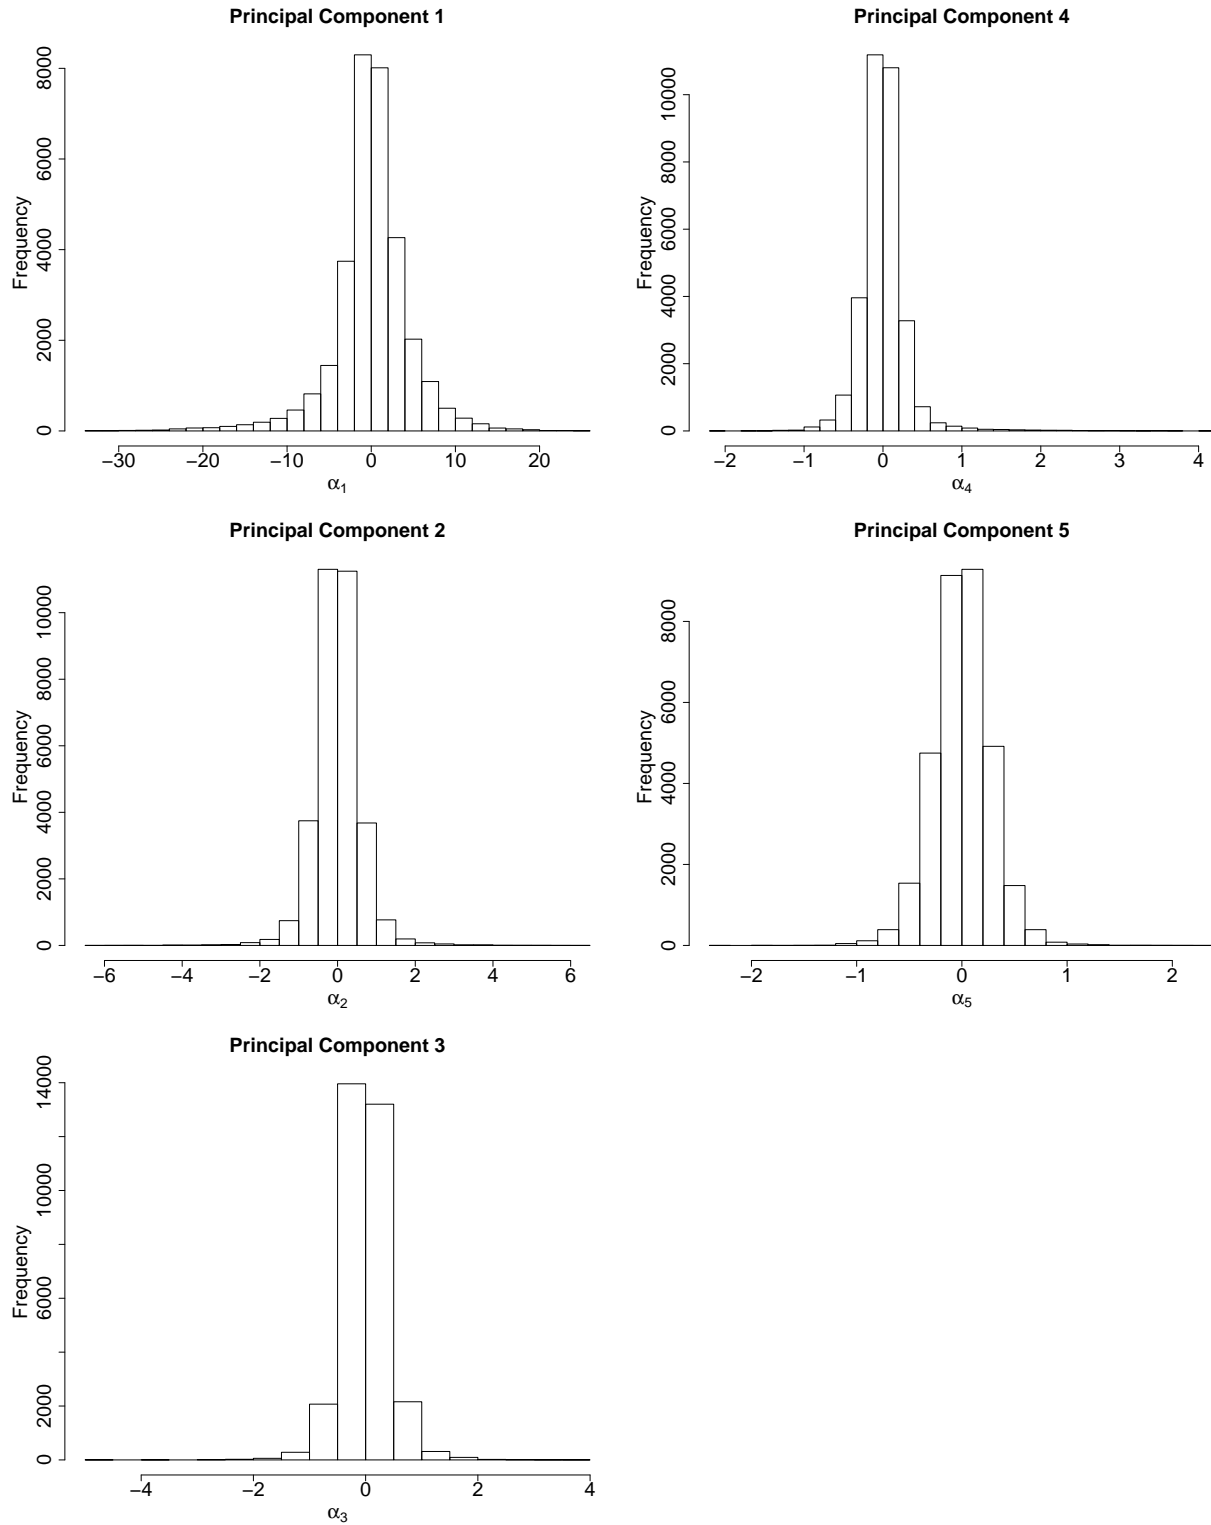 Principal Component 1
Frequency
8000
6000
4000
2000
0
−30 −20 −10 0 10 20
α1
Principal Component 4
Frequency
10000
8000
6000
4000
2000
0
−2 −1 0 1 2 3 4
α4
Principal Component 2
Frequency
10000
8000
6000
4000
2000
0
−6 −4 −2 0 2 4 6
α2
Principal Component 5
Frequency
8000
6000
4000
2000
0
−2 −1 0 1 2
α5
Principal Component 3
Frequency
14000
10000
6000
2000
0
−4 −2 0 2 4
α3